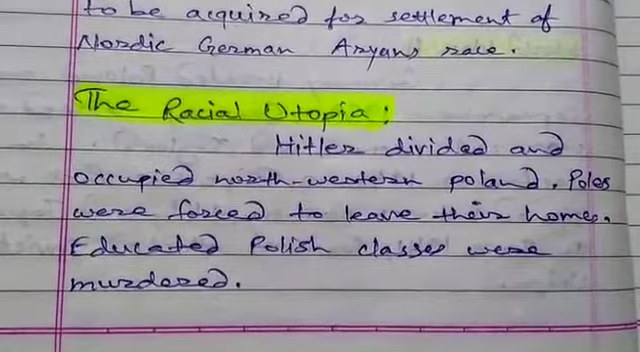 to be acquired for settlement of
Nordic German Aryans race.
The Racial Utopia:
Hitler divided and
occupied north-western poland. Poles
were forced to leave their homes.
Educated Polish classes were
murdered.